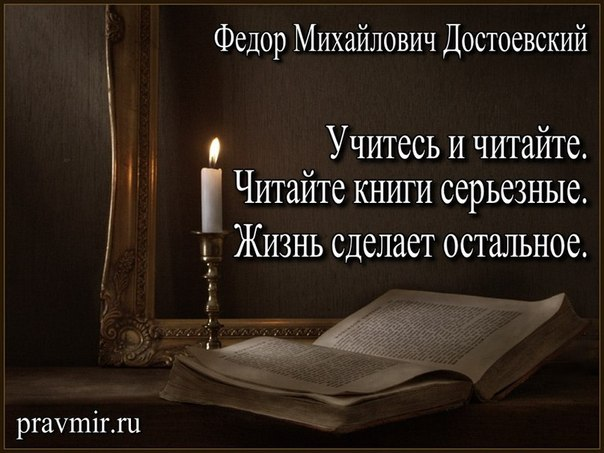 Федор Михайлович Достоевский
Учитесь и читайте.
Читайте книги серьезные.
Жизнь сделает остальное.
pravmir.ru